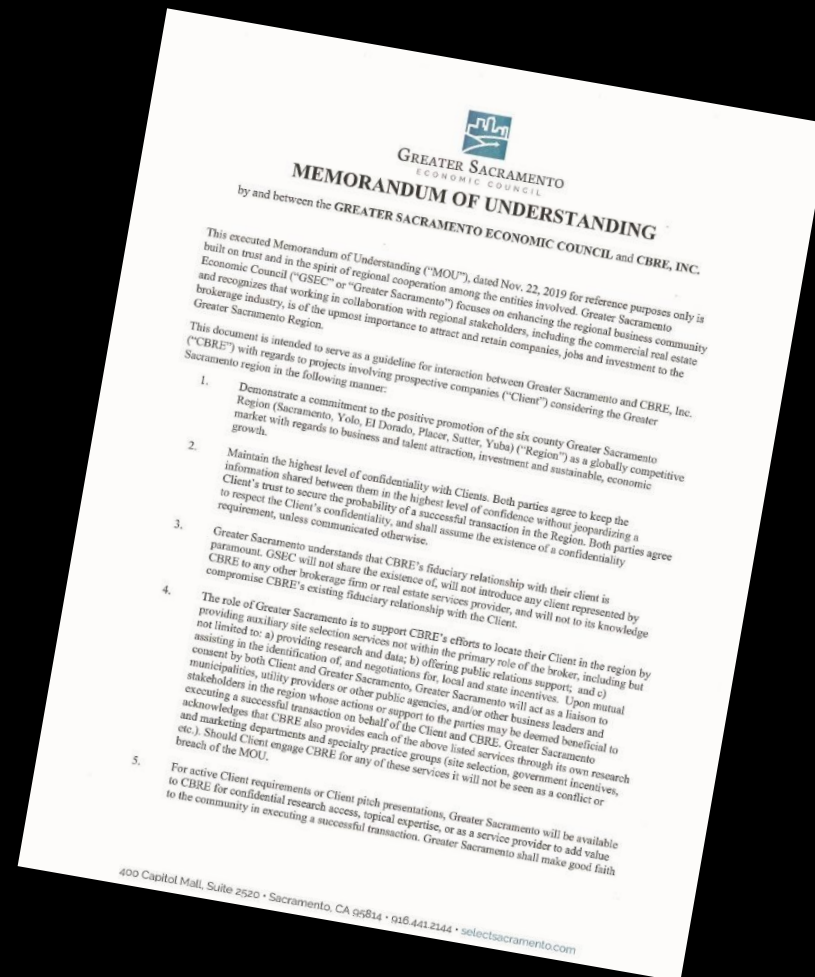 GREATER SACRAMENTO
ECONOMIC COUNCIL
MEMORANDUM OF UNDERSTANDING
by and between the GREATER SACRAMENTO ECONOMIC COUNCIL and CBRE, INC.
This executed Memorandum of Understanding ("MOU"), dated Nov. 22, 2019 for reference purposes only is
built on trust and in the spirit of regional cooperation among the entities involved. Greater Sacramento
Economic Council ("GSEC" or "Greater Sacramento") focuses on enhancing the regional business community
and recognizes that working in collaboration with regional stakeholders, including the commercial real estate
brokerage industry, is of the upmost importance to attract and retain companies, jobs and investment to the
Greater Sacramento Region.
This document is intended to serve as a guideline for interaction between Greater Sacramento and CBRE, Inc.
("CBRE") with regards to projects involving prospective companies ("Client") considering the Greater
Sacramento region in the following manner:
1. Demonstrate a commitment to the positive promotion of the six county Greater Sacramento
Region (Sacramento, Yolo, El Dorado, Placer, Sutter, Yuba) ("Region") as a globally competitive
market with regards to business and talent attraction, investment and sustainable, economic
growth.
2. Maintain the highest level of confidentiality with Clients. Both parties agree to keep the
information shared between them in the highest level of confidence without jeopardizing a
Client's trust to secure the probability of a successful transaction in the Region. Both parties agree
to respect the Client's confidentiality, and shall assume the existence of a confidentiality
requirement, unless communicated otherwise.
3. Greater Sacramento understands that CBRE's fiduciary relationship with their client is
paramount. GSEC will not share the existence of, will not introduce any client represented by
CBRE to any other brokerage firm or real estate services provider, and will not to its knowledge
compromise CBRE's existing fiduciary relationship with the Client.
4. The role of Greater Sacramento is to support CBRE's efforts to locate their Client in the region by
providing auxiliary site selection services not within the primary role of the broker, including but
not limited to: a) providing research and data; b) offering public relations support; and c)
assisting in the identification of, and negotiations for, local and state incentives. Upon mutual
consent by both Client and Greater Sacramento, Greater Sacramento will act as a liaison to
municipalities, utility providers or other public agencies, and/or other business leaders and
stakeholders in the region whose actions or support to the parties may be deemed beneficial to
executing a successful transaction on behalf of the Client and CBRE. Greater Sacramento
acknowledges that CBRE also provides each of the above listed services through its own research
and marketing departments and specialty practice groups (site selection, government incentives,
etc.). Should Client engage CBRE for any of these services it will not be seen as a conflict or
breach of the MOU.
5. For active Client requirements or Client pitch presentations, Greater Sacramento will be available
to CBRE for confidential research access, topical expertise, or as a service provider to add value
to the community in executing a successful transaction. Greater Sacramento shall make good faith
400 Capitol Mall, Suite 2520 • Sacramento, CA 95814 • 916.441.2144 • selectsacramento.com